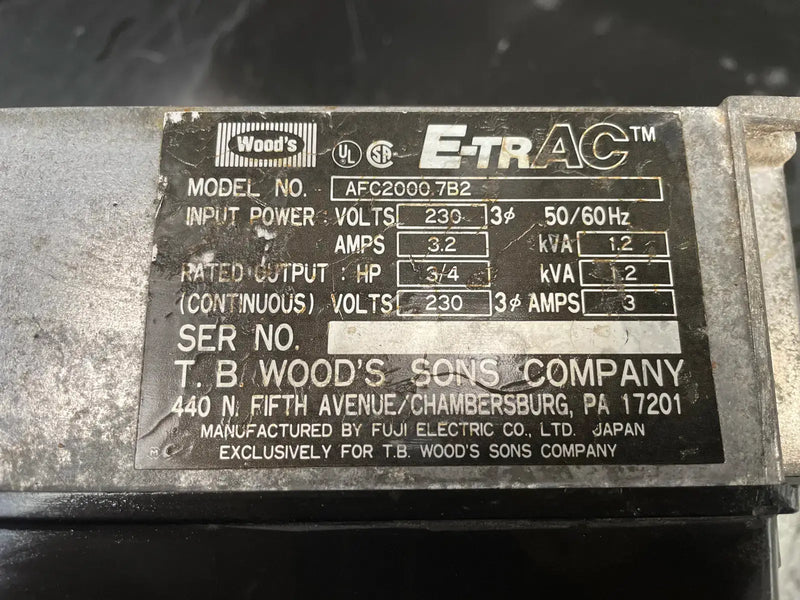 Wood's UL SA E-TRAC™
MODEL NO. AFC2000.7B2
INPUT POWER : VOLTS 230 3ϕ 50/60Hz
AMPS 3.2 kVA 1.2
RATED OUTPUT : HP 3/4 kVA 1.2
(CONTINUOUS) VOLTS 230 3ϕ AMPS 3
SER NO.
T. B. WOOD'S SONS COMPANY
440 N. FIFTH AVENUE/CHAMBERSBURG, PA 17201
MANUFACTURED BY FUJI ELECTRIC CO., LTD. JAPAN
EXCLUSIVELY FOR T.B. WOOD'S SONS COMPANY